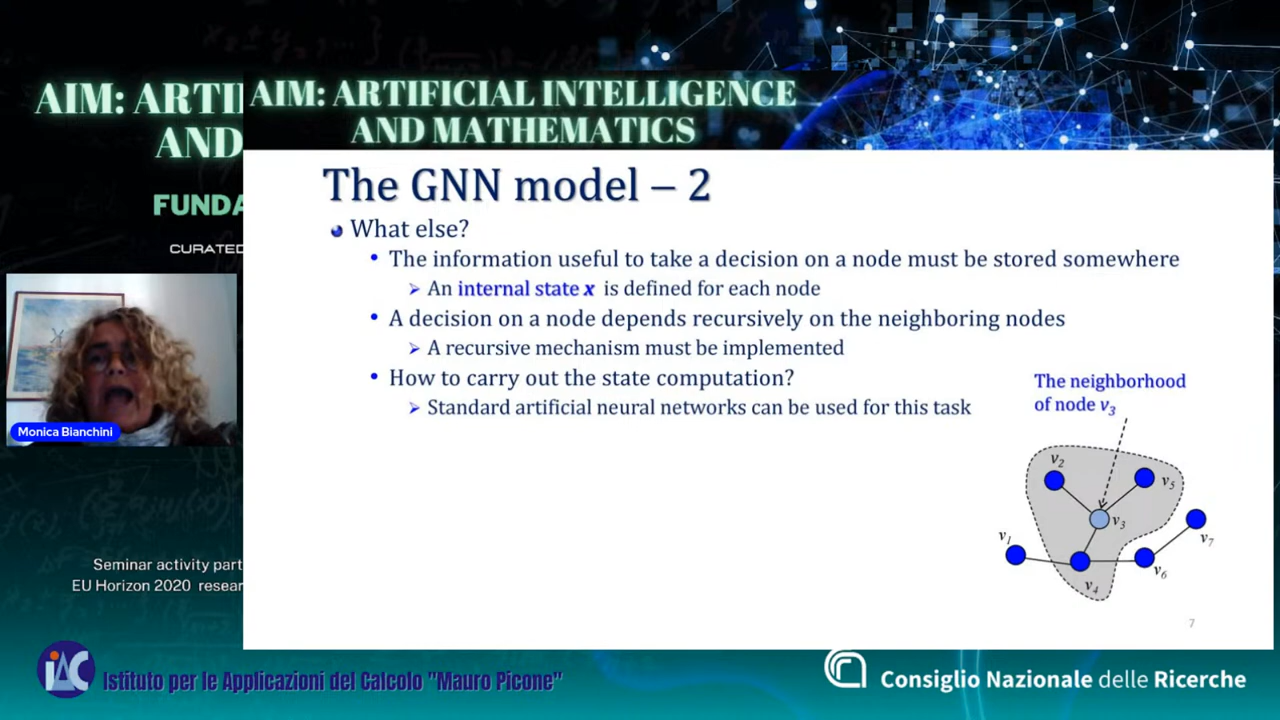 AIM: ARTI
AND
FUNDA
CURATED
AIM: ARTIFICIAL INTELLIGENCE
AND MATHEMATICS
The GNN model – 2
What else?
The information useful to take a decision on a node must be stored somewhere
An internal state x is defined for each node
A decision on a node depends recursively on the neighboring nodes
A recursive mechanism must be implemented
How to carry out the state computation?
Standard artificial neural networks can be used for this task
The neighborhood
of node v3
v2
v5
v3
v1
v7
v6
v4
7
Monica Bianchini
Seminar activity part
EU Horizon 2020 resear
IAC
Istituto per le Applicazioni del Calcolo "Mauro Picone"
Consiglio Nazionale delle Ricerche